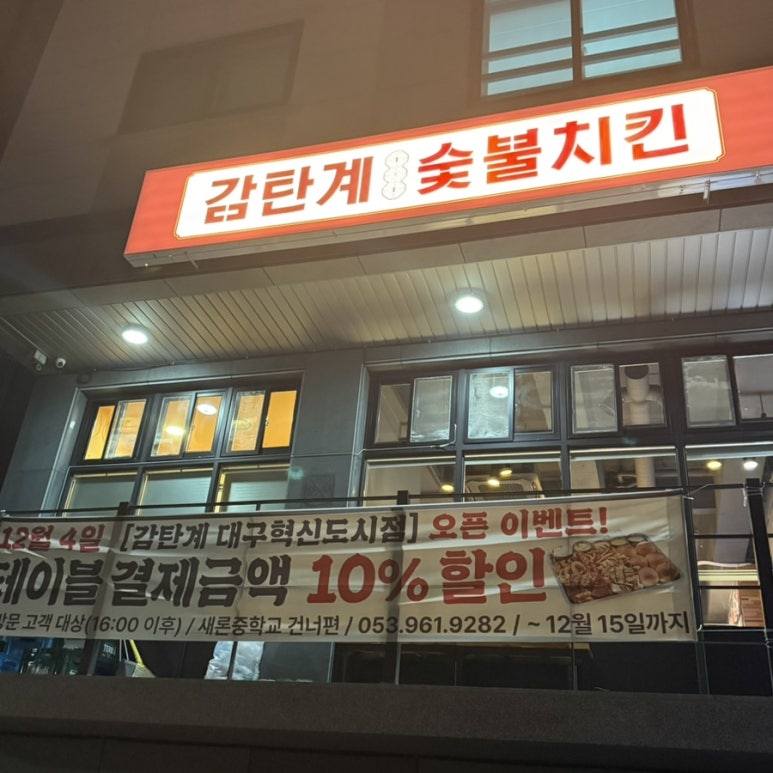 감탄계 숯불치킨
12월 4일 [감탄계 대구혁신도시점] 오픈 이벤트!
테이블 결제금액 10% 할인
방문 고객 대상(16:00 이후) / 새론중학교 건너편 / 053.961.9282 / ~ 12월 15일까지